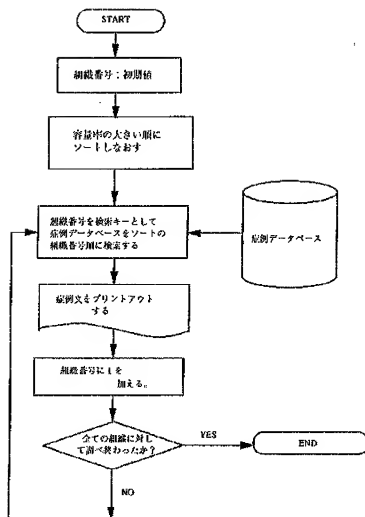 START
組織番号：初期値
容量率の大きい順に
ソートしなおす
組織番号を検索キーとして
症例データベースをソートの
組織番号順に検索する
症例データベース
症例文をプリントアウト
する
組織番号に1を
加える。
全ての組織に対し
て調べ終わったか？
YES
END
NO